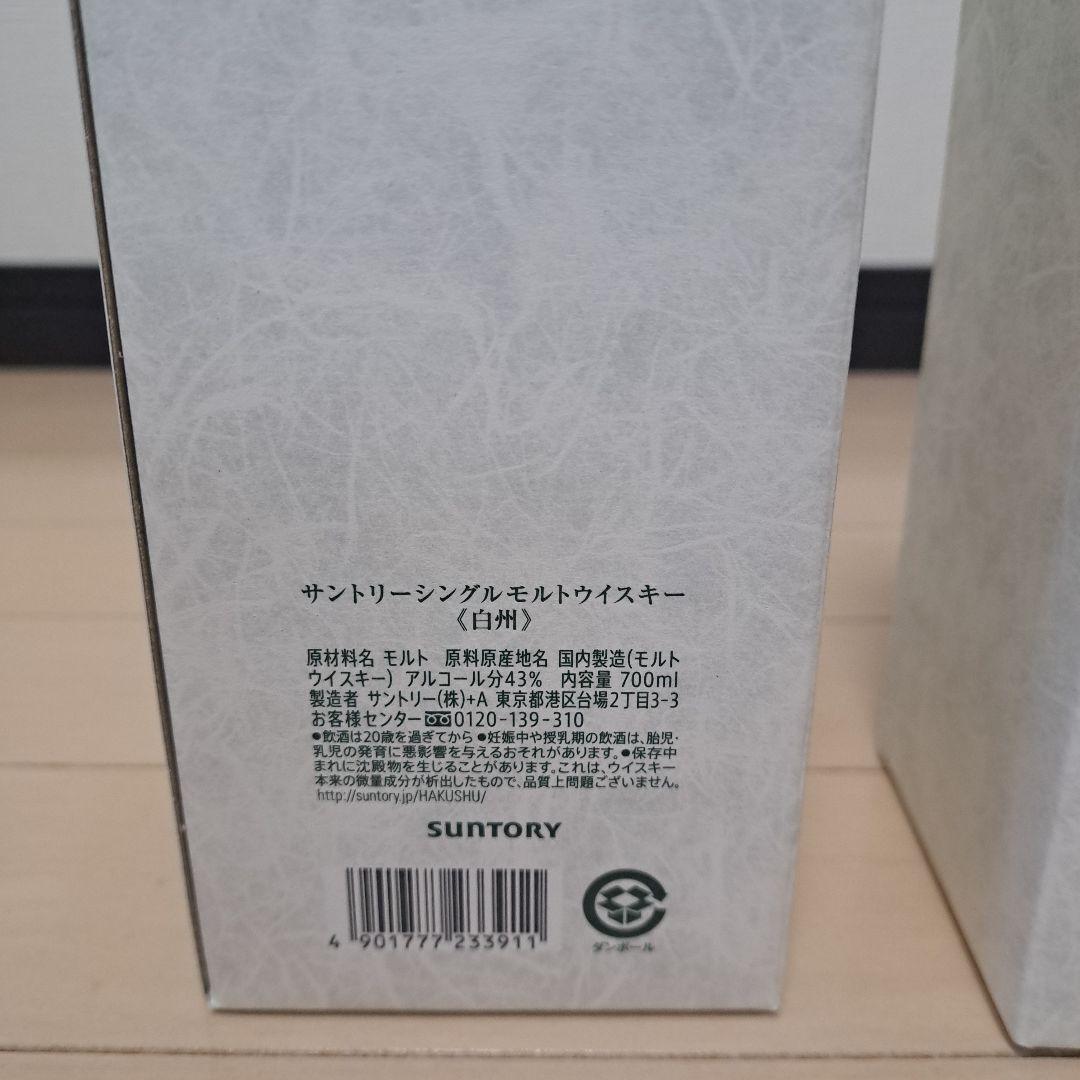 サントリーシングルモルトウイスキー
《白州》
原材料名 モルト 原料原産地名 国内製造(モルト
ウイスキー) アルコール分43% 内容量 700ml
製造者 サントリー(株)+A 東京都港区台場2丁目3-3
お客様センター 0120-139-310
●飲酒は20歳を過ぎてから ●妊娠中や授乳期の飲酒は、胎児・
乳児の発育に悪影響を与えるおそれがあります。●保存中
まれに沈殿物を生じることがあります。これは、ウイスキー
本来の微量成分が析出したもので、品質上問題ございません。
http://suntory.jp/HAKUSHU/
SUNTORY
4 901777 233911
ダンボール